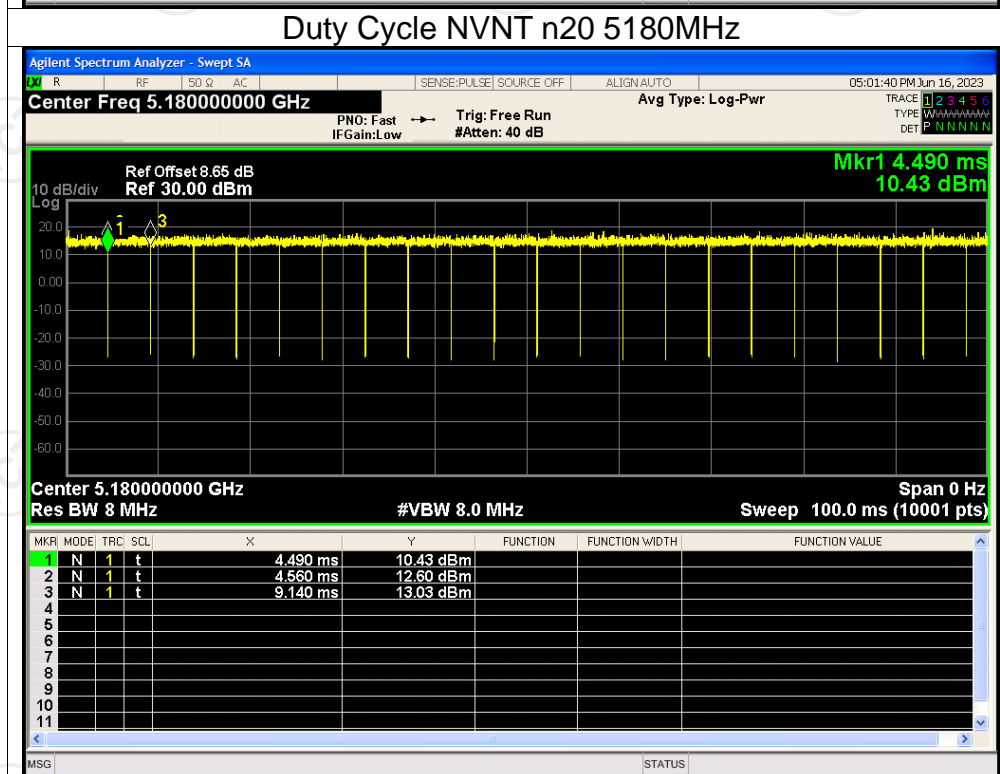 Duty Cycle NVNT n20 5180MHz
Agilent Spectrum Analyzer - Swept SA
LXI R RF 50 Ω AC SENSE:PULSE SOURCE OFF ALIGN AUTO 05:01:40 PM Jun 16, 2023
Center Freq 5.180000000 GHz Avg Type: Log-Pwr TRACE 1 2 3 4 5 6
PNO: Fast Trig: Free Run TYPE WWWWWW
IFGain:Low #Atten: 40 dB DET P N N N N N
Mkr1 4.490 ms
Ref Offset 8.65 dB
10 dB/div Ref 30.00 dBm 10.43 dBm
Log
20.0
10.0
0.00
-10.0
-20.0
-30.0
-40.0
-50.0
-60.0
1 3
Center 5.180000000 GHz Span 0 Hz
Res BW 8 MHz #VBW 8.0 MHz Sweep 100.0 ms (10001 pts)
MKR MODE TRC SCL X Y FUNCTION FUNCTION WIDTH FUNCTION VALUE
1 N 1 t 4.490 ms 10.43 dBm
2 N 1 t 4.560 ms 12.60 dBm
3 N 1 t 9.140 ms 13.03 dBm
4
5
6
7
8
9
10
11
MSG STATUS